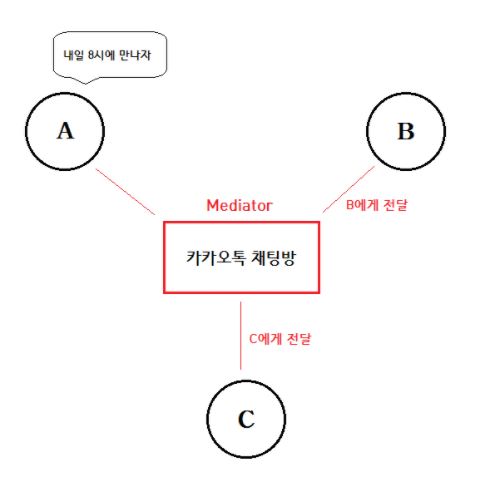 내일 8시에 만나자
A
B
Mediator
B에게 전달
카카오톡 채팅방
C에게 전달
C